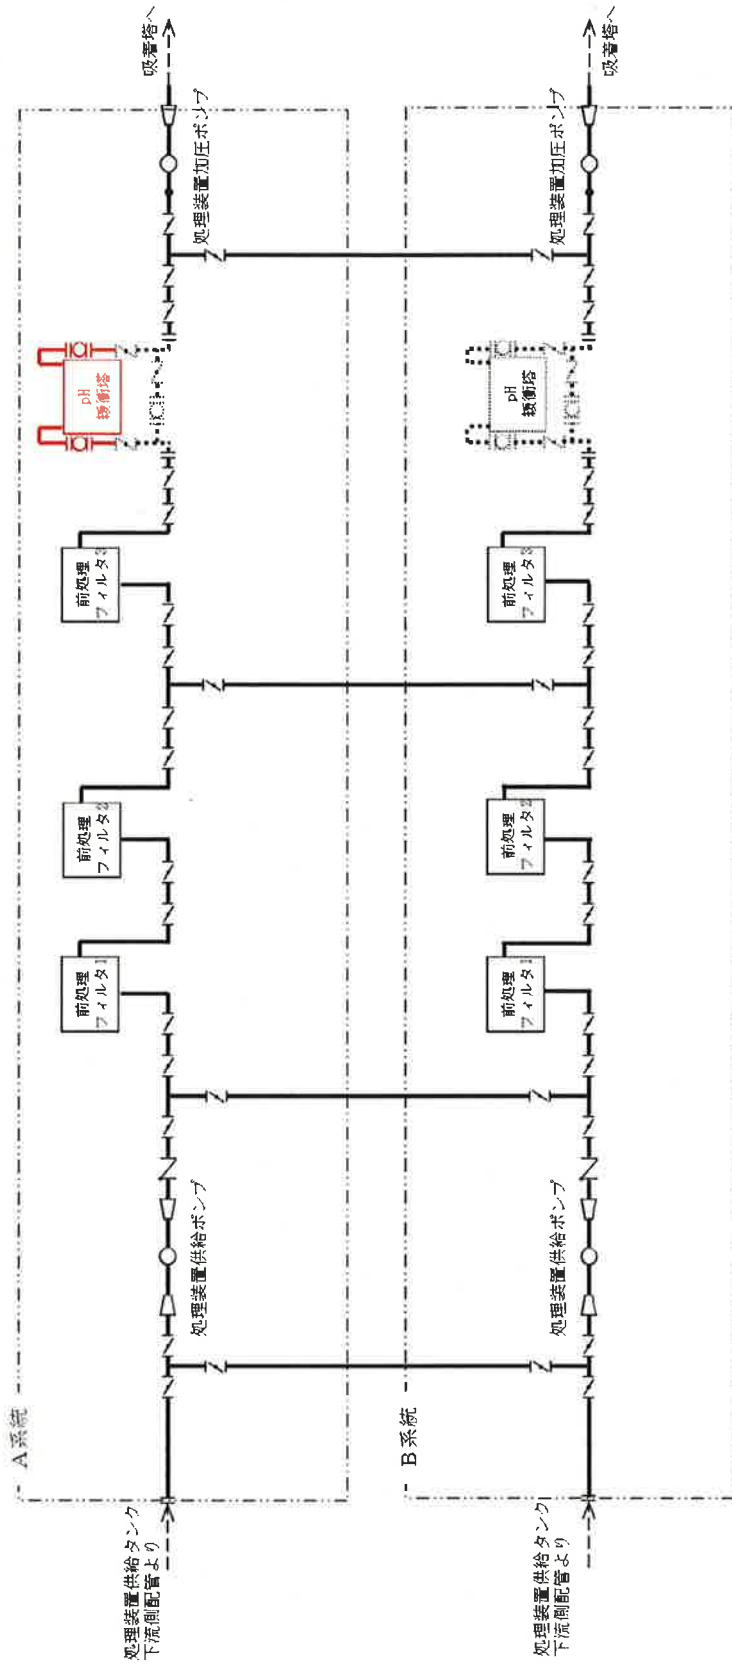 A系統
処理装置供給タンク
下流側配管より
処理装置供給ポンプ
前処理
フィルタ1
前処理
フィルタ2
前処理
フィルタ3
pH
緩衝塔
処理装置加圧ポンプ
吸着塔へ
B系統
処理装置供給タンク
下流側配管より
処理装置供給ポンプ
前処理
フィルタ1
前処理
フィルタ2
前処理
フィルタ3
pH
緩衝塔
処理装置加圧ポンプ
吸着塔へ